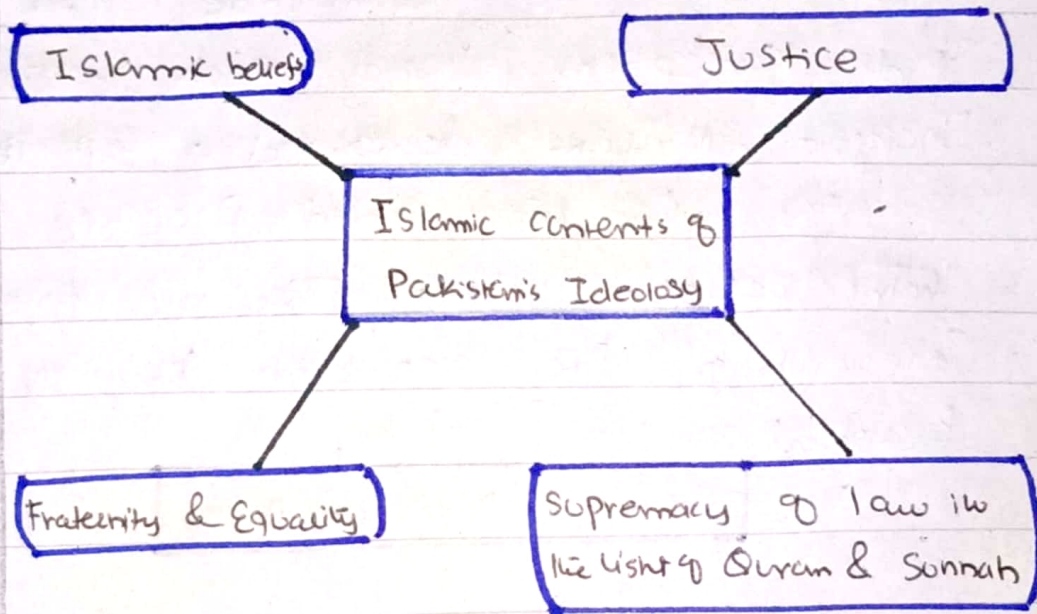 Islamic beliefs
Justice
Islamic Contents of
Pakistan's Ideology
Fraternity & Equality
Supremacy of law in
the light of Quran & Sunnah